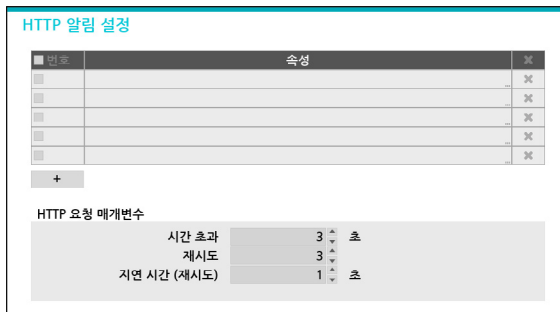 HTTP 알림 설정
번호 속성 ✖
... ✖
... ✖
... ✖
... ✖
... ✖
+
HTTP 요청 매개변수
시간 초과 3 초
재시도 3
지연 시간 (재시도) 1 초